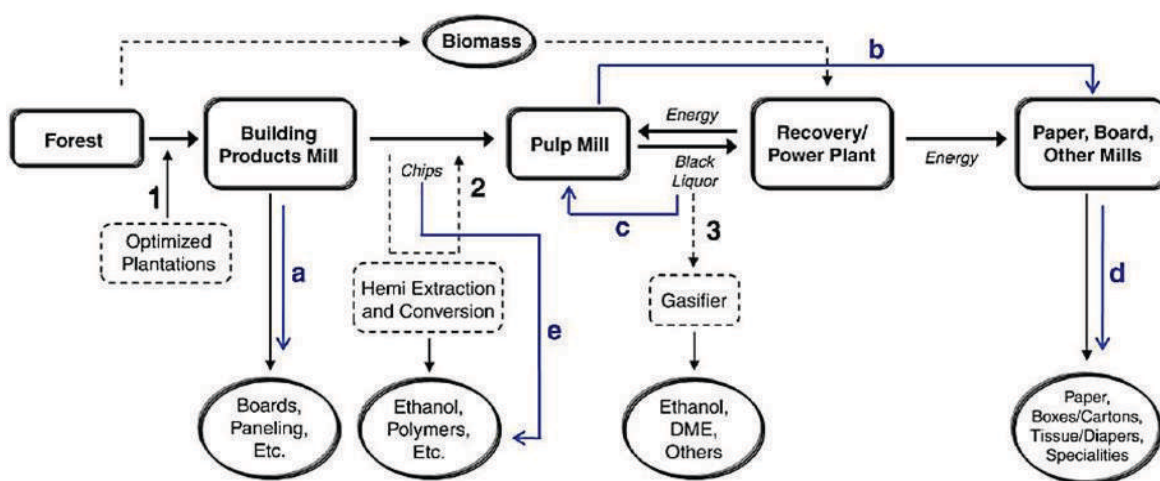 Biomass
b
Forest
Building
Products Mill
Pulp Mill
Energy
Black
Liquor
Recovery/
Power Plant
Energy
Paper, Board,
Other Mills
1
Optimized
Plantations
a
Chips
2
c
3
Hemi Extraction
and Conversion
e
Gasifier
d
Boards,
Paneling,
Etc.
Ethanol,
Polymers,
Etc.
Ethanol,
DME,
Others
Paper,
Boxes/Cartons,
Tissue/Diapers,
Specialities